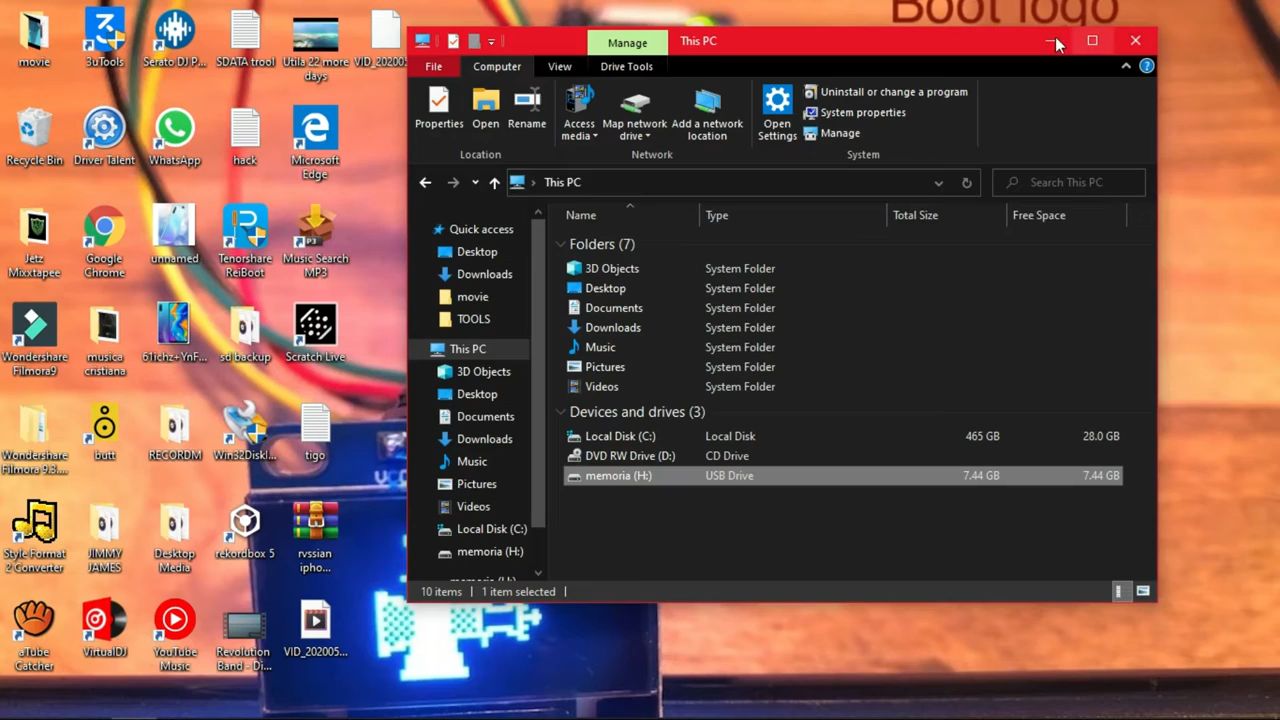 Boot logo
movie
3uTools
Serato DJ P...
SDATA trool
Utila 22 more days
VID_202005
Recycle Bin
Driver Talent
WhatsApp
hack
Microsoft Edge
Jetz Mixxtapee
Google Chrome
unnamed
Tenorshare ReiBoot
Music Search MP3
Wondershare Filmora9
musica cristiana
61ichz+YnF...
sd backup
Scratch Live
Wondershare Filmora 9.3....
butt
RECORDM
Win32DiskI...
tigo
Style Format 2 Converter
JIMMY JAMES
Desktop Media
rekordbox 5
rvssian ipho...
aTube Catcher
VirtualDJ
YouTube Music
Revolution Band - Di...
VID_202005...
Manage
This PC
File
Computer
View
Drive Tools
Properties
Open
Rename
Access media
Map network drive
Add a network location
Open Settings
Uninstall or change a program
System properties
Manage
Location
Network
System
This PC
Search This PC
Name
Type
Total Size
Free Space
Quick access
Desktop
Downloads
movie
TOOLS
This PC
3D Objects
Desktop
Documents
Downloads
Music
Pictures
Videos
Local Disk (C:)
memoria (H:)
memoria (H:)
Folders (7)
3D Objects System Folder
Desktop System Folder
Documents System Folder
Downloads System Folder
Music System Folder
Pictures System Folder
Videos System Folder
Devices and drives (3)
Local Disk (C:) Local Disk 465 GB 28.0 GB
DVD RW Drive (D:) CD Drive
memoria (H:) USB Drive 7.44 GB 7.44 GB
10 items
1 item selected